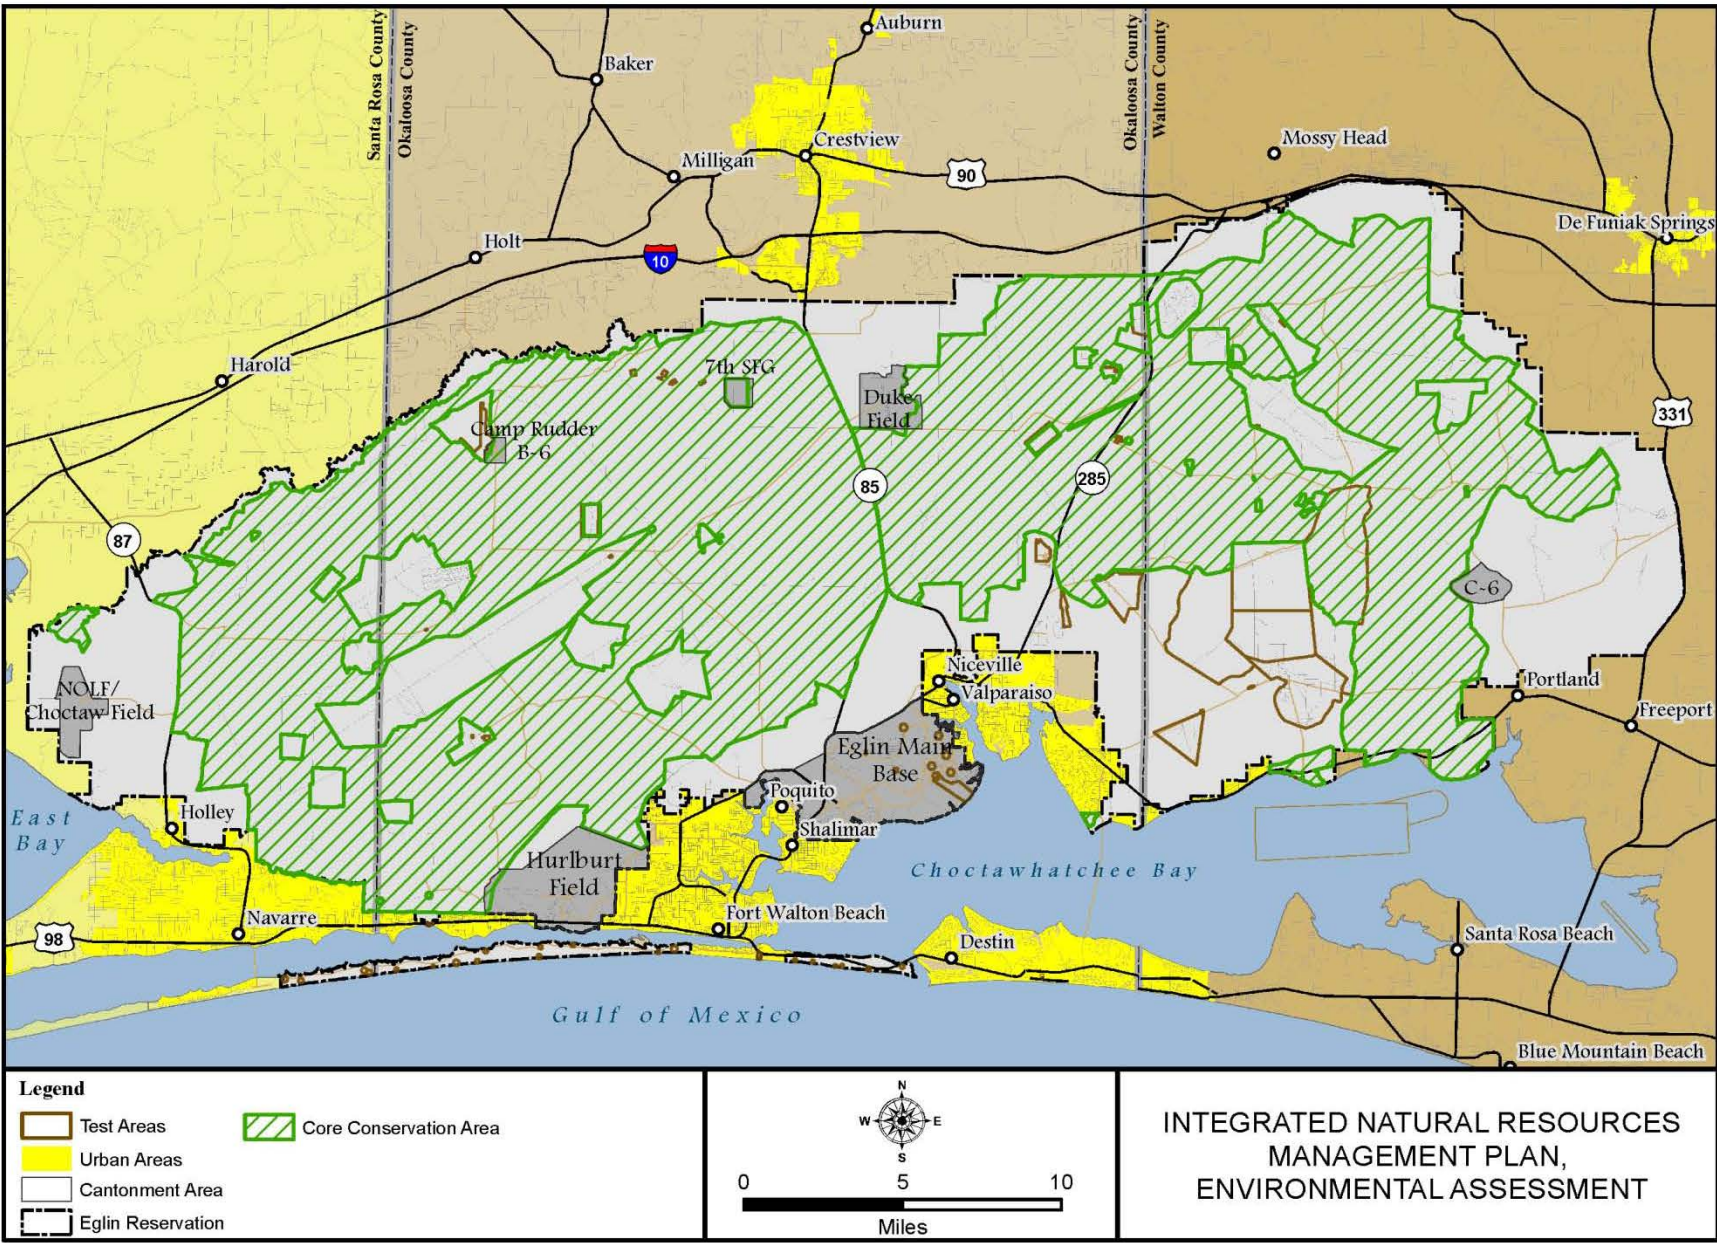 Santa Rosa County
Okaloosa County
Okaloosa County
Walton County
Auburn
Baker
Crestview
Milligan
90
Mossy Head
De Funiak Springs
Holt
10
Harold
7th SFG
Duke
Field
331
Camp Rudder
B-6
85
285
87
C-6
NOLF/
Choctaw Field
Niceville
Valparaiso
Portland
Freeport
Eglin Main
Base
Poquito
Holley
East
Bay
Shalimar
Hurlburt
Field
Choctawhatchee Bay
Navarre
Fort Walton Beach
98
Destin
Santa Rosa Beach
Gulf of Mexico
Blue Mountain Beach
Legend
Test Areas
Urban Areas
Cantonment Area
Eglin Reservation
Core Conservation Area
N
W
E
S
0 5 10
Miles
INTEGRATED NATURAL RESOURCES
MANAGEMENT PLAN,
ENVIRONMENTAL ASSESSMENT